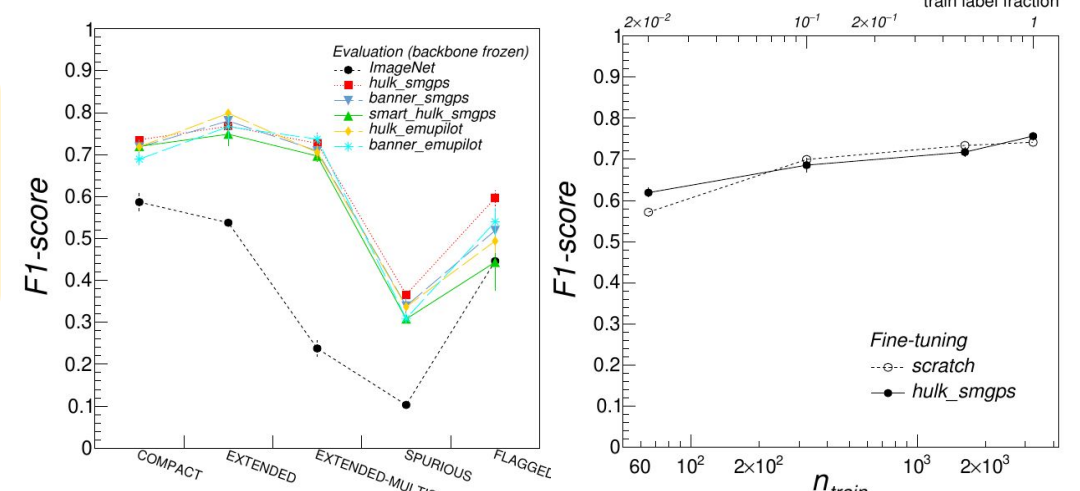 1
0.9
0.8
0.7
0.6
0.5
0.4
0.3
0.2
0.1
0
F1-score
Evaluation (backbone frozen)
ImageNet
hulk_smgps
banner_smgps
smart_hulk_smgps
hulk_emupilot
banner_emupilot
COMPACT
EXTENDED
EXTENDED-MULTI
SPURIOUS
FLAGGED
train label fraction
2×10⁻² 10⁻¹ 2×10⁻¹ 1
1
0.9
0.8
0.7
0.6
0.5
0.4
0.3
0.2
0.1
0
F1-score
Fine-tuning
scratch
hulk_smgps
60 10² 2×10² 10³ 2×10³
n_train